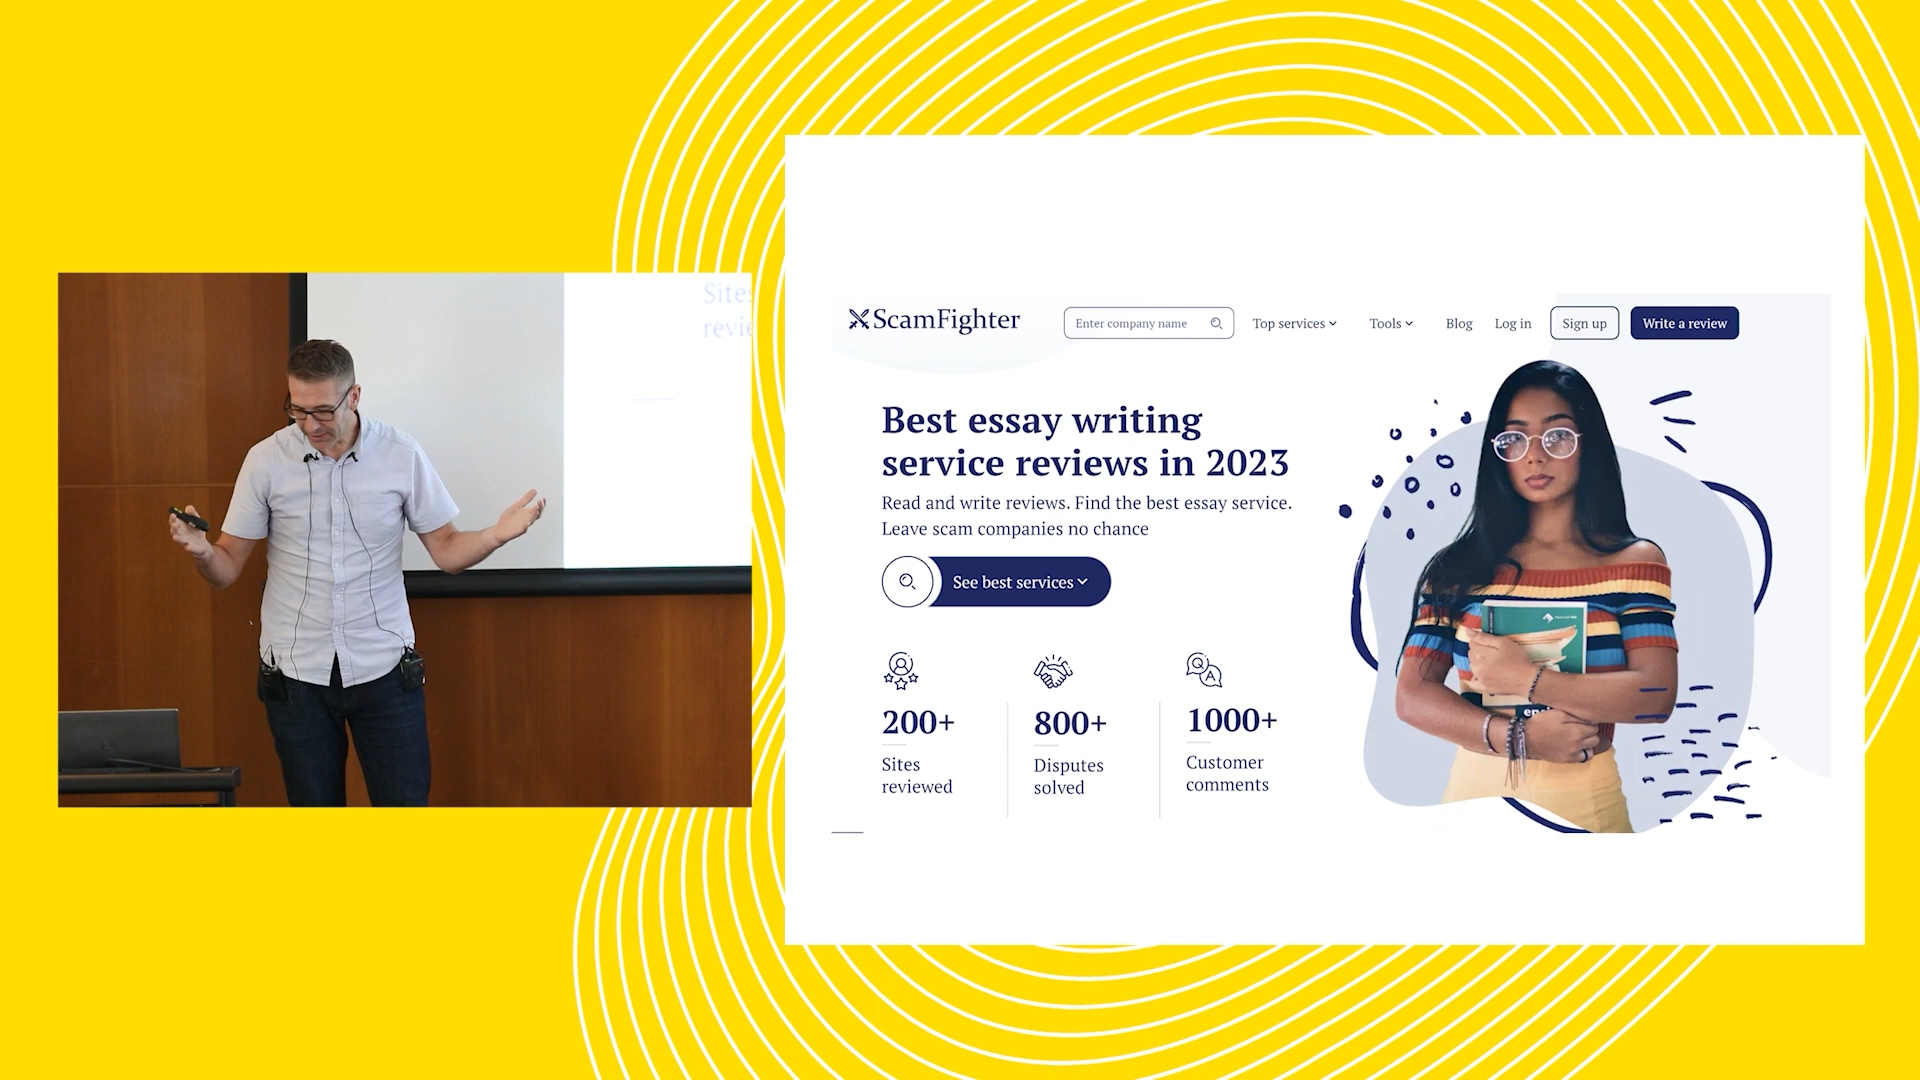 Sites
ScamFighter
Enter company name
Top services
Tools
Blog
Log in
Sign up
Write a review
Best essay writing
service reviews in 2023
Read and write reviews. Find the best essay service.
Leave scam companies no chance
See best services
200+
Sites
reviewed
800+
Disputes
solved
Q
A
1000+
Customer
comments